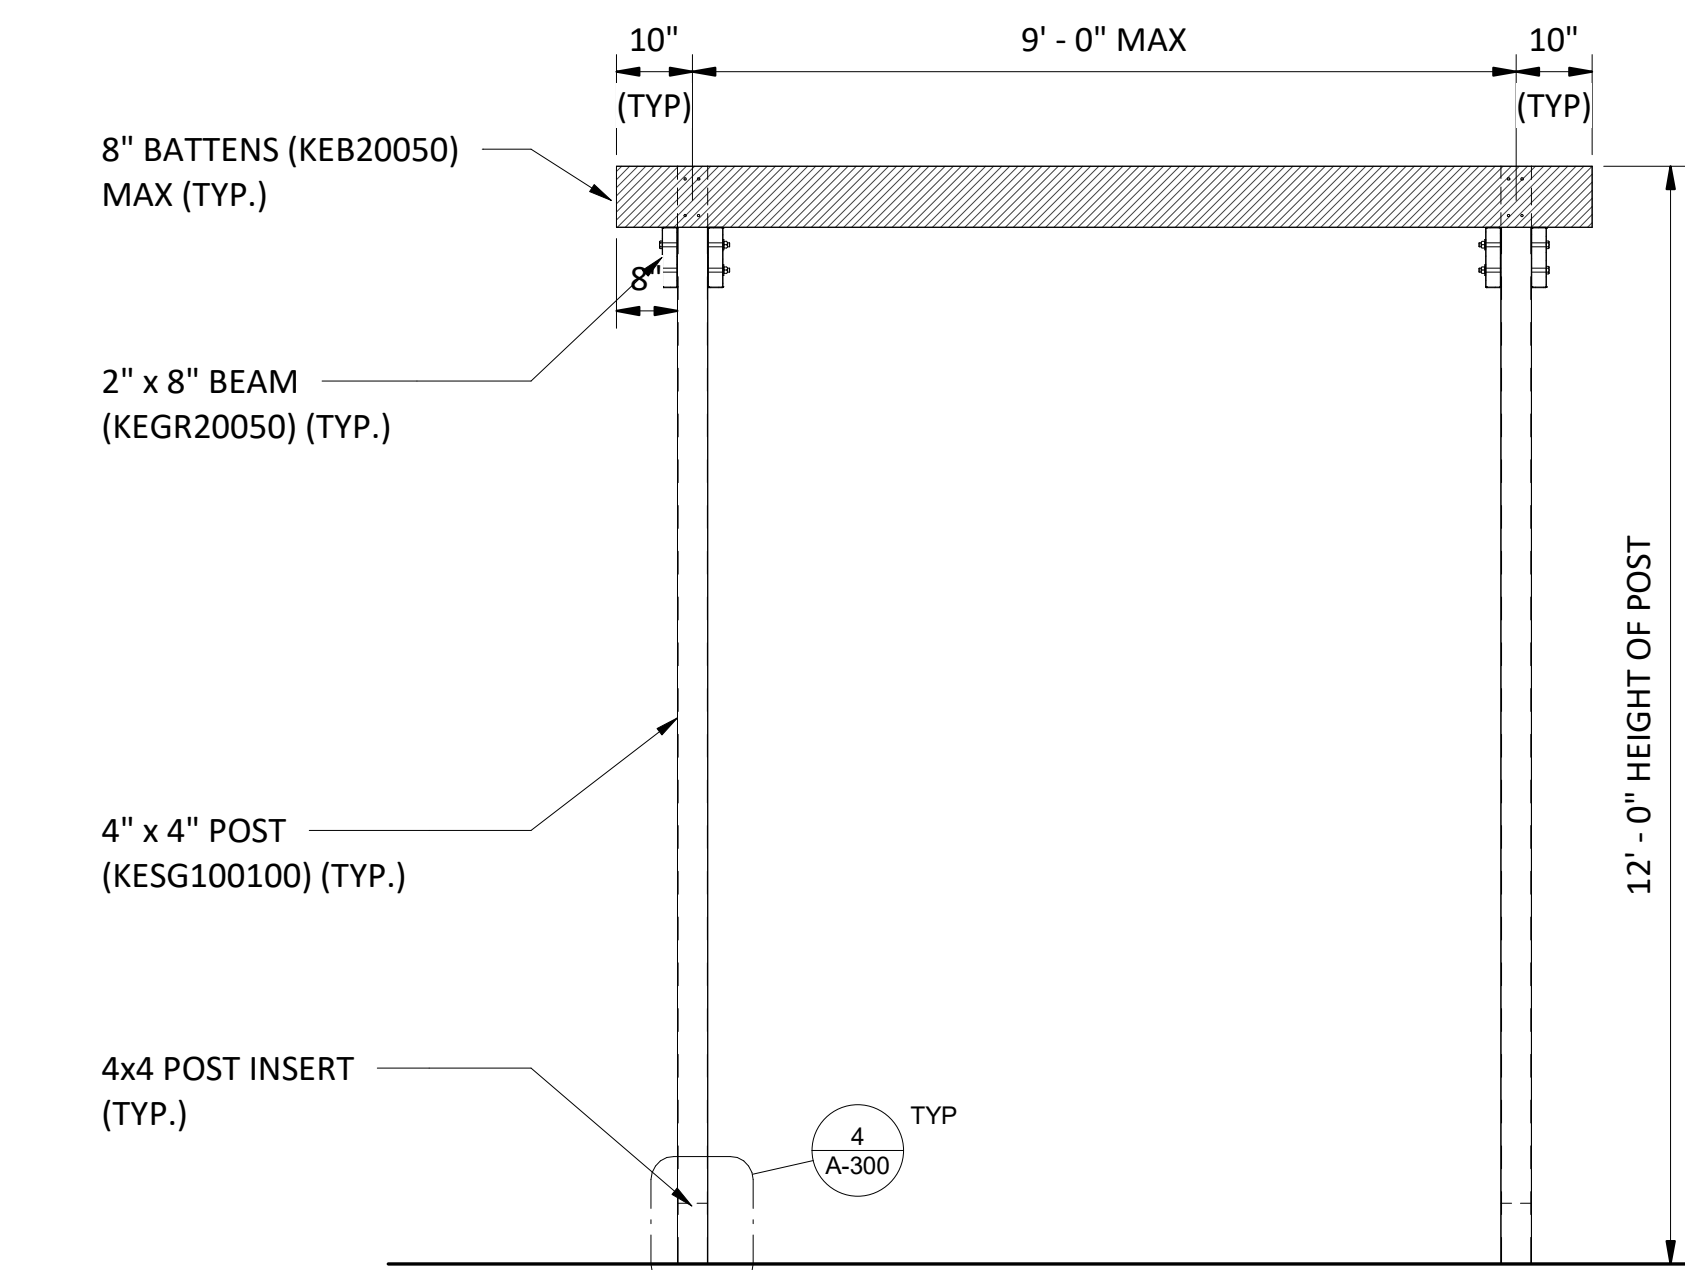 10"
9' - 0" MAX
10"
(TYP)
(TYP)
8" BATTENS (KEB20050)
MAX (TYP.)
8"
2" x 8" BEAM
(KEGR20050) (TYP.)
12' - 0" HEIGHT OF POST
4" x 4" POST
(KESG100100) (TYP.)
4x4 POST INSERT
(TYP.)
TYP
4
A-300